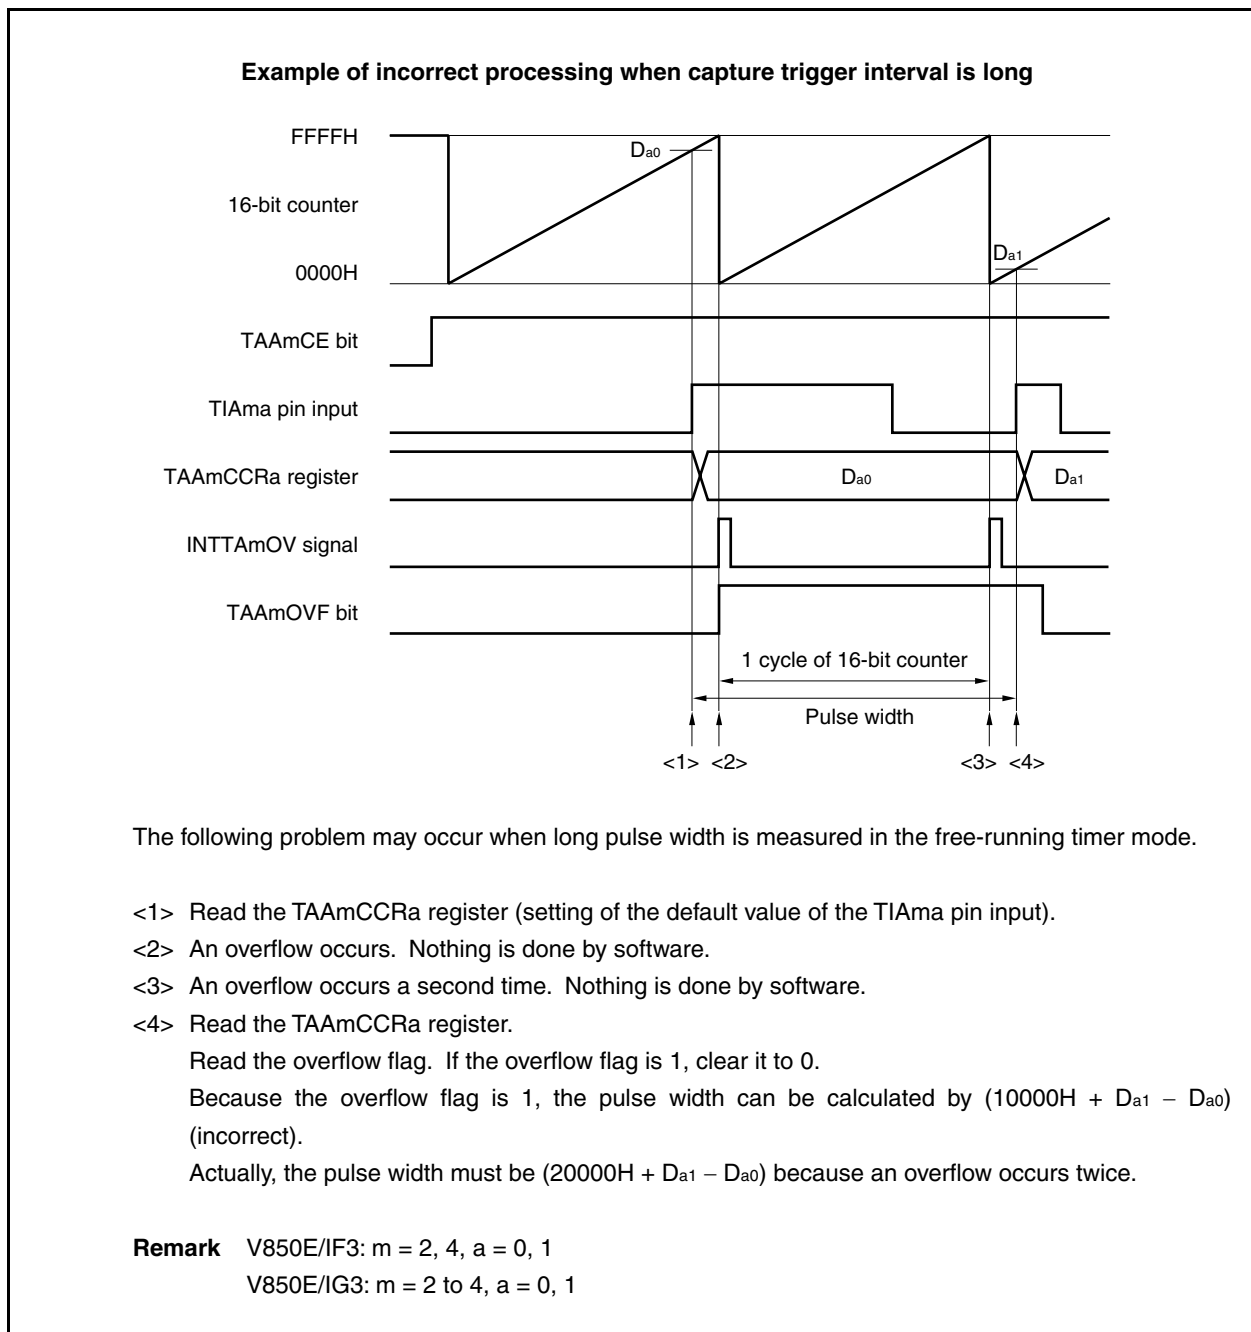 Example of incorrect processing when capture trigger interval is long
FFFFH
Da0
16-bit counter
Da1
0000H
TAAmCE bit
TIAma pin input
TAAmCCRa register
Da0
Da1
INTTAmOV signal
TAAmOVF bit
1 cycle of 16-bit counter
Pulse width
<1> <2> <3> <4>
The following problem may occur when long pulse width is measured in the free-running timer mode.
<1> Read the TAAmCCRa register (setting of the default value of the TIAma pin input).
<2> An overflow occurs. Nothing is done by software.
<3> An overflow occurs a second time. Nothing is done by software.
<4> Read the TAAmCCRa register.
Read the overflow flag. If the overflow flag is 1, clear it to 0.
Because the overflow flag is 1, the pulse width can be calculated by (10000H + Da1 − Da0)
(incorrect).
Actually, the pulse width must be (20000H + Da1 − Da0) because an overflow occurs twice.
Remark V850E/IF3: m = 2, 4, a = 0, 1
V850E/IG3: m = 2 to 4, a = 0, 1